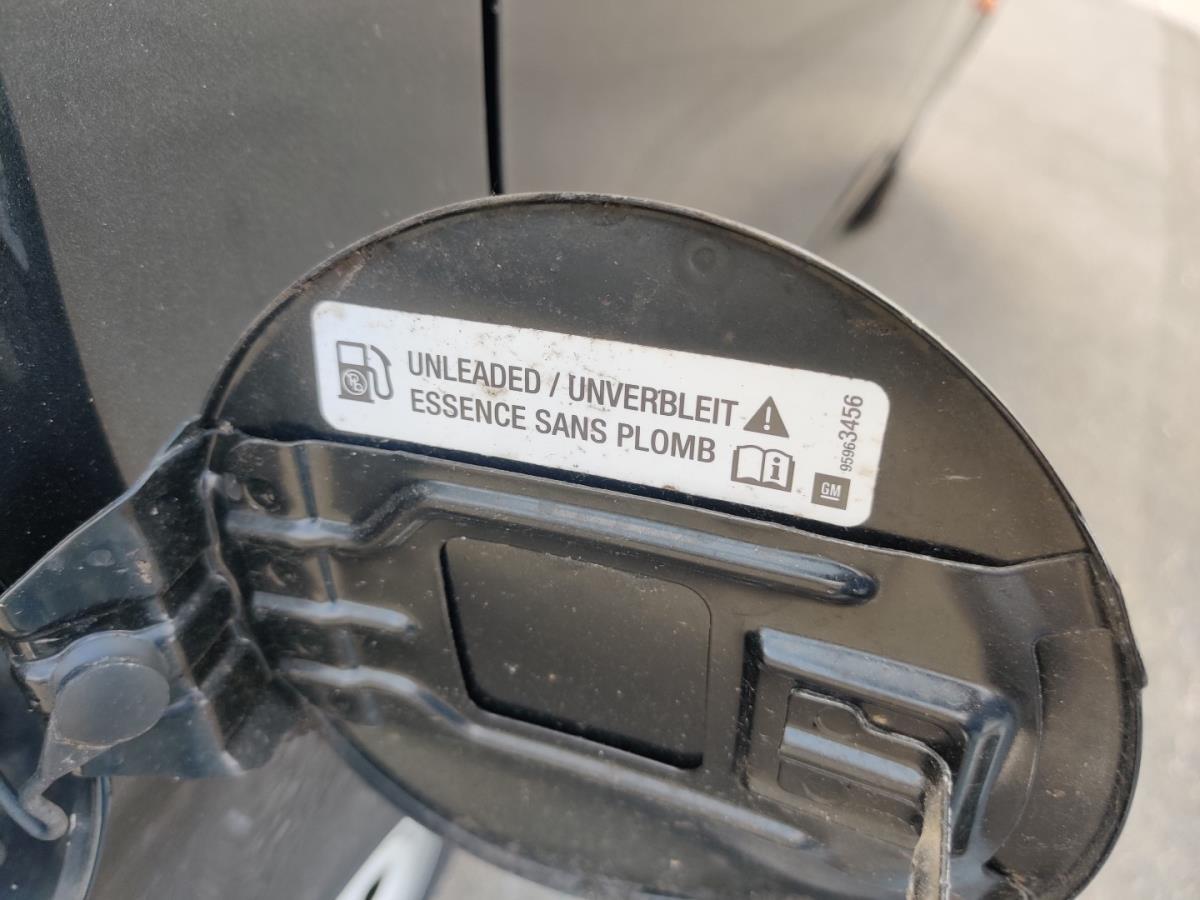 UNLEADED / UNVERBLEIT
ESSENCE SANS PLOMB
95963456
GM